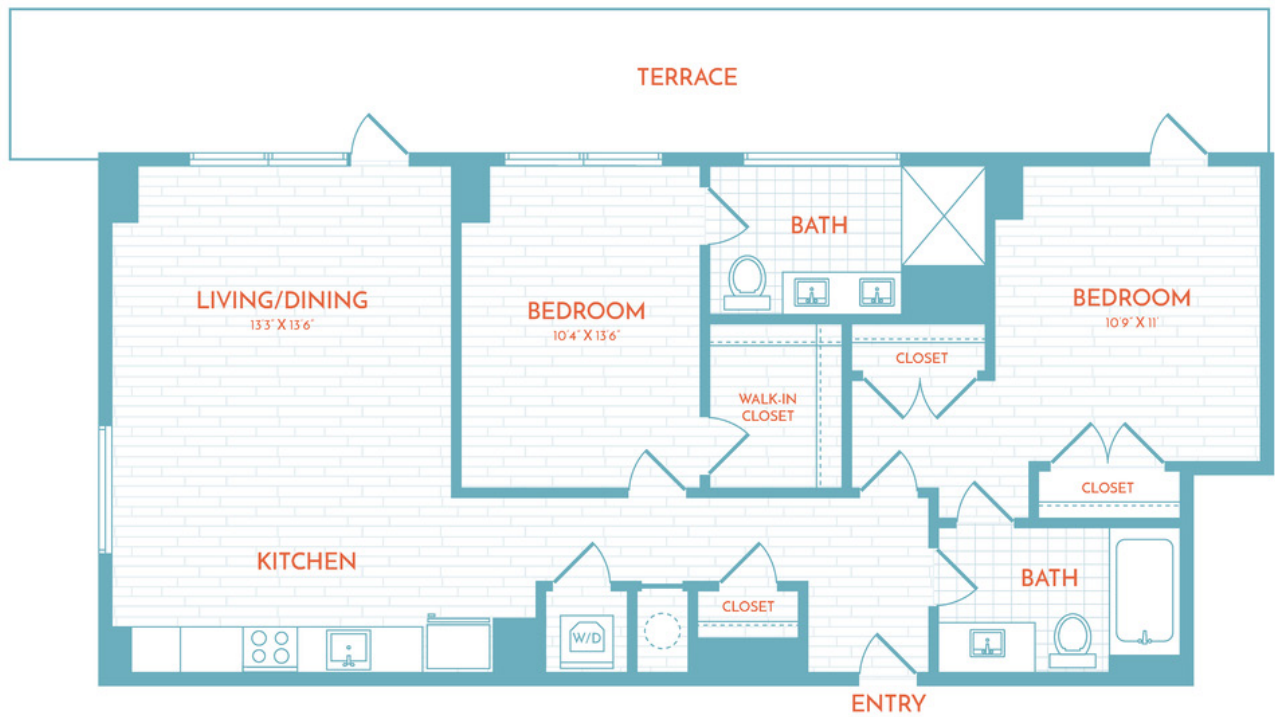 TERRACE
BATH
LIVING/DINING
13'3" X 13'6"
BEDROOM
10'4" X 13'6"
BEDROOM
10'9" X 11'
CLOSET
WALK-IN
CLOSET
CLOSET
KITCHEN
BATH
CLOSET
W/D
ENTRY